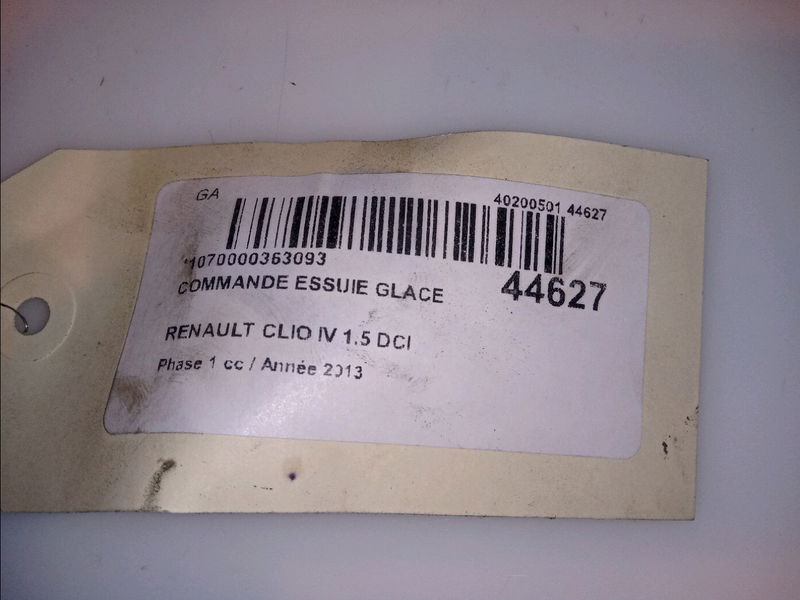 GA
40200501 44627
*1070000363093
44627
COMMANDE ESSUIE GLACE
RENAULT CLIO IV 1.5 DCI
Phase 1 cc / Année 2013